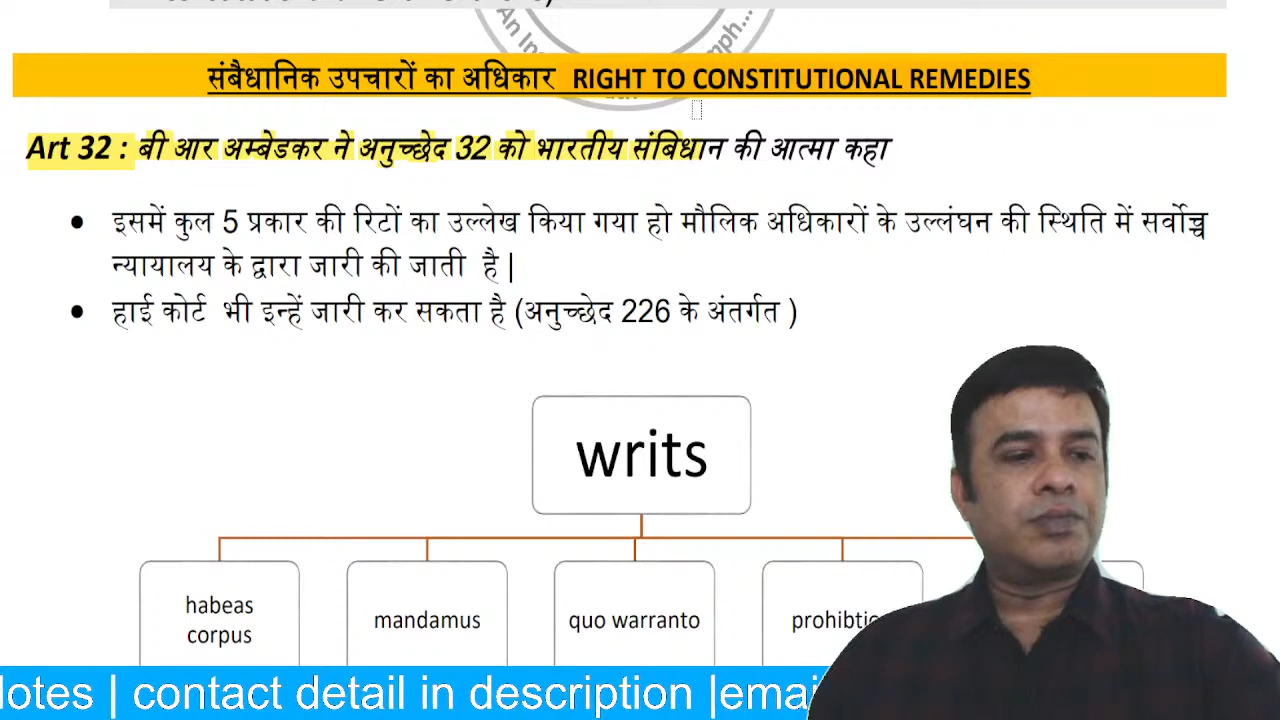 संबैधानिक उपचारों का अधिकार RIGHT TO CONSTITUTIONAL REMEDIES
Art 32 : बी आर अम्बेडकर ने अनुच्छेद 32 को भारतीय संबिधान की आत्मा कहा
• इसमें कुल 5 प्रकार की रिटों का उल्लेख किया गया हो मौलिक अधिकारों के उल्लंघन की स्थिति में सर्वोच्च
न्यायालय के द्वारा जारी की जाती है |
• हाई कोर्ट भी इन्हें जारी कर सकता है (अनुच्छेद 226 के अंतर्गत )
writs
habeas
corpus
mandamus
quo warranto
lotes | contact detail in description |emai